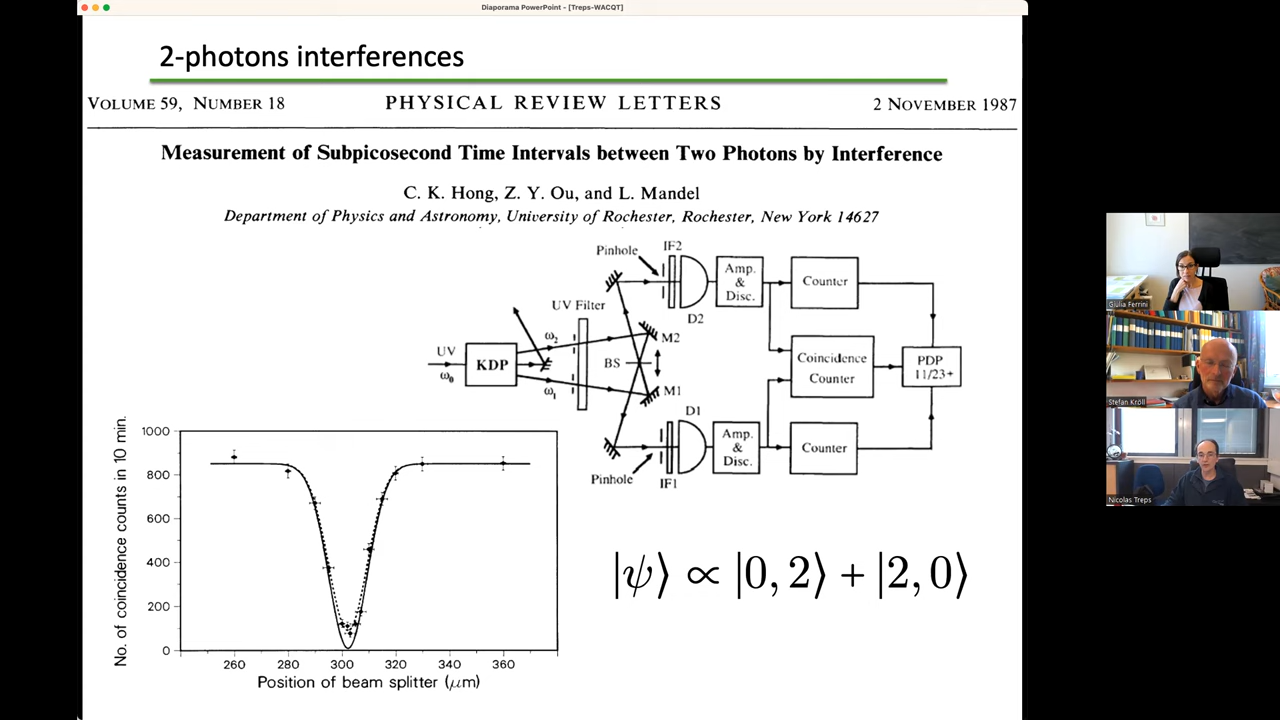 Diaporama PowerPoint - [Treps-WACQT]
2-photons interferences
VOLUME 59, NUMBER 18 PHYSICAL REVIEW LETTERS 2 NOVEMBER 1987
Measurement of Subpicosecond Time Intervals between Two Photons by Interference
C. K. Hong, Z. Y. Ou, and L. Mandel
Department of Physics and Astronomy, University of Rochester, Rochester, New York 14627
Pinhole
IF2
Amp.
&
Disc.
Counter
D2
UV Filter
UV
ω₀
KDP
ω₂
ω₁
BS
M2
M1
Coincidence
Counter
PDP
11/23+
D1
Amp.
&
Disc.
Counter
Pinhole
IF1
No. of coincidence counts in 10 min.
1000
800
600
400
200
0
260 280 300 320 340 360
Position of beam splitter (μm)
|ψ⟩ ∝ |0, 2⟩ + |2, 0⟩
Giulia Ferrini
Stefan Kröll
Nicolas Treps